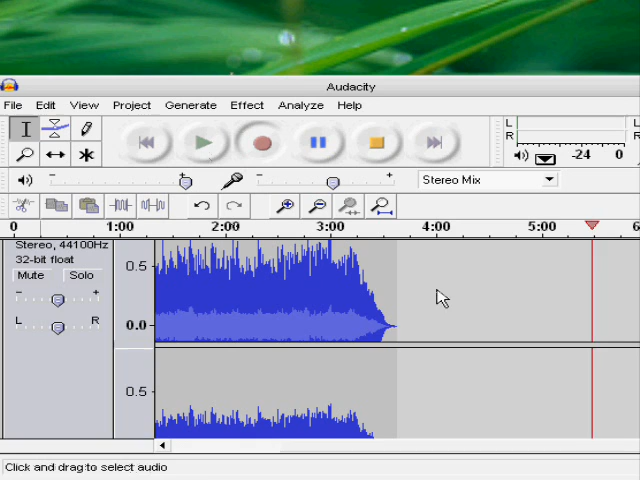 Audacity
File Edit View Project Generate Effect Analyze Help
L
R
-24 0
L
R
- + - + Stereo Mix
0 1:00 2:00 3:00 4:00 5:00 6
Stereo, 44100Hz
32-bit float
Mute Solo
- +
L R
0.5
0.0
0.5
Click and drag to select audio